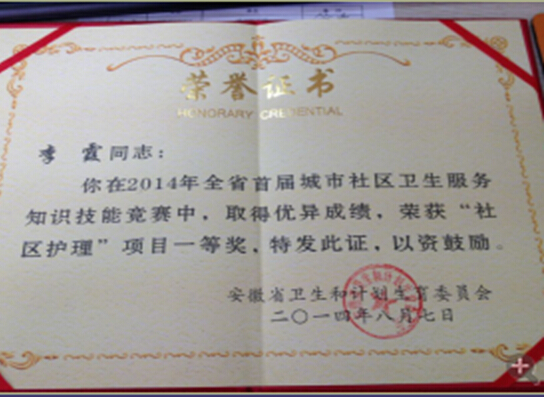 荣誉证书
HONORARY CREDENTIAL
李 霞同志：
你在2014年全省首届城市社区卫生服务
知识技能竞赛中，取得优异成绩，荣获“社
区护理”项目一等奖，特发此证，以资鼓励。
安徽省卫生和计划生育委员会
二〇一四年八月七日